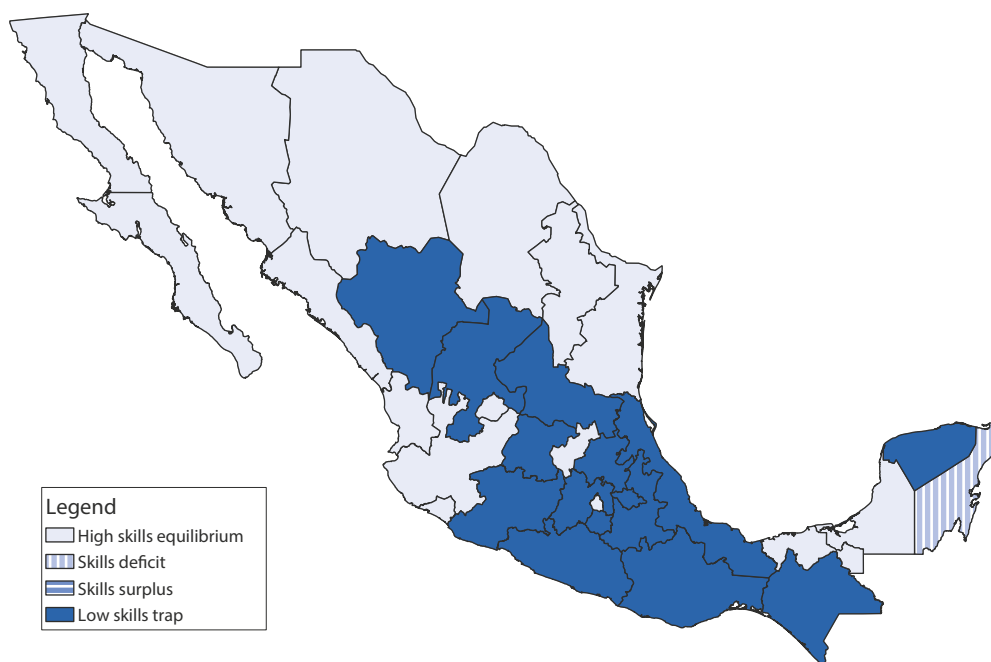 Legend
High skills equilibrium
Skills deficit
Skills surplus
Low skills trap